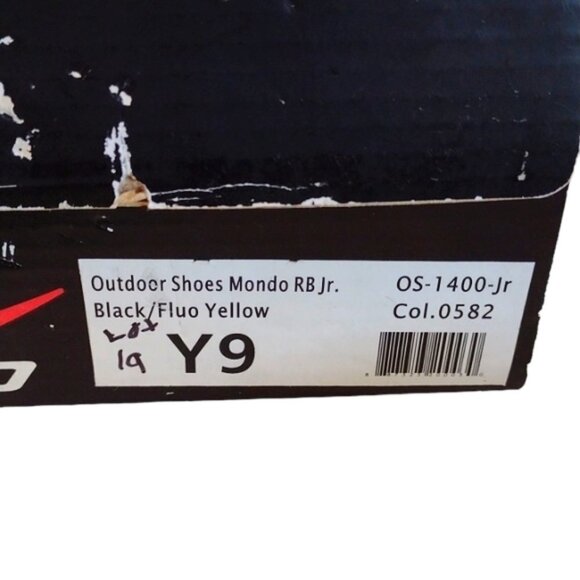 Outdoor Shoes Mondo RB Jr.
OS-1400-Jr
Black/Fluo Yellow
Col.0582
Lot
19
Y9